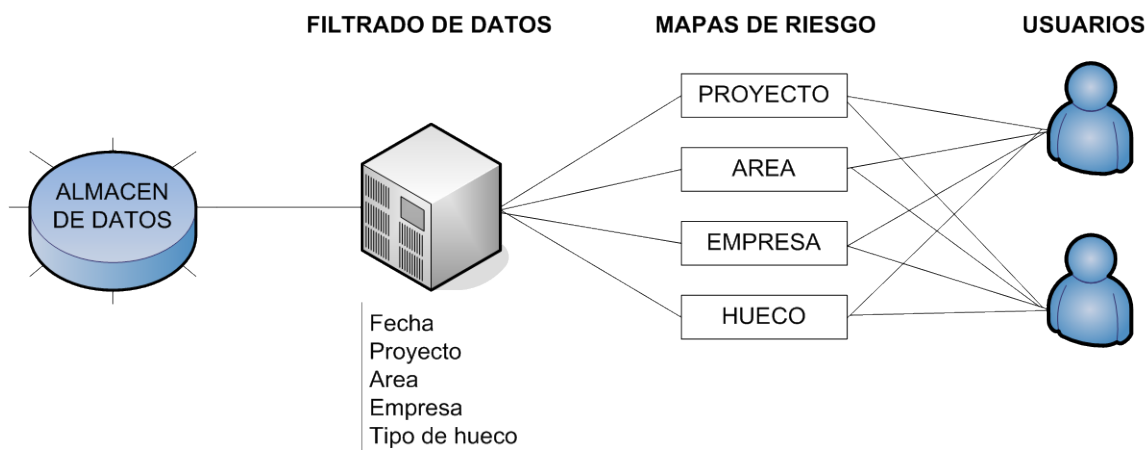 FILTRADO DE DATOS
MAPAS DE RIESGO
USUARIOS
ALMACEN
DE DATOS
PROYECTO
AREA
EMPRESA
HUECO
Fecha
Proyecto
Area
Empresa
Tipo de hueco